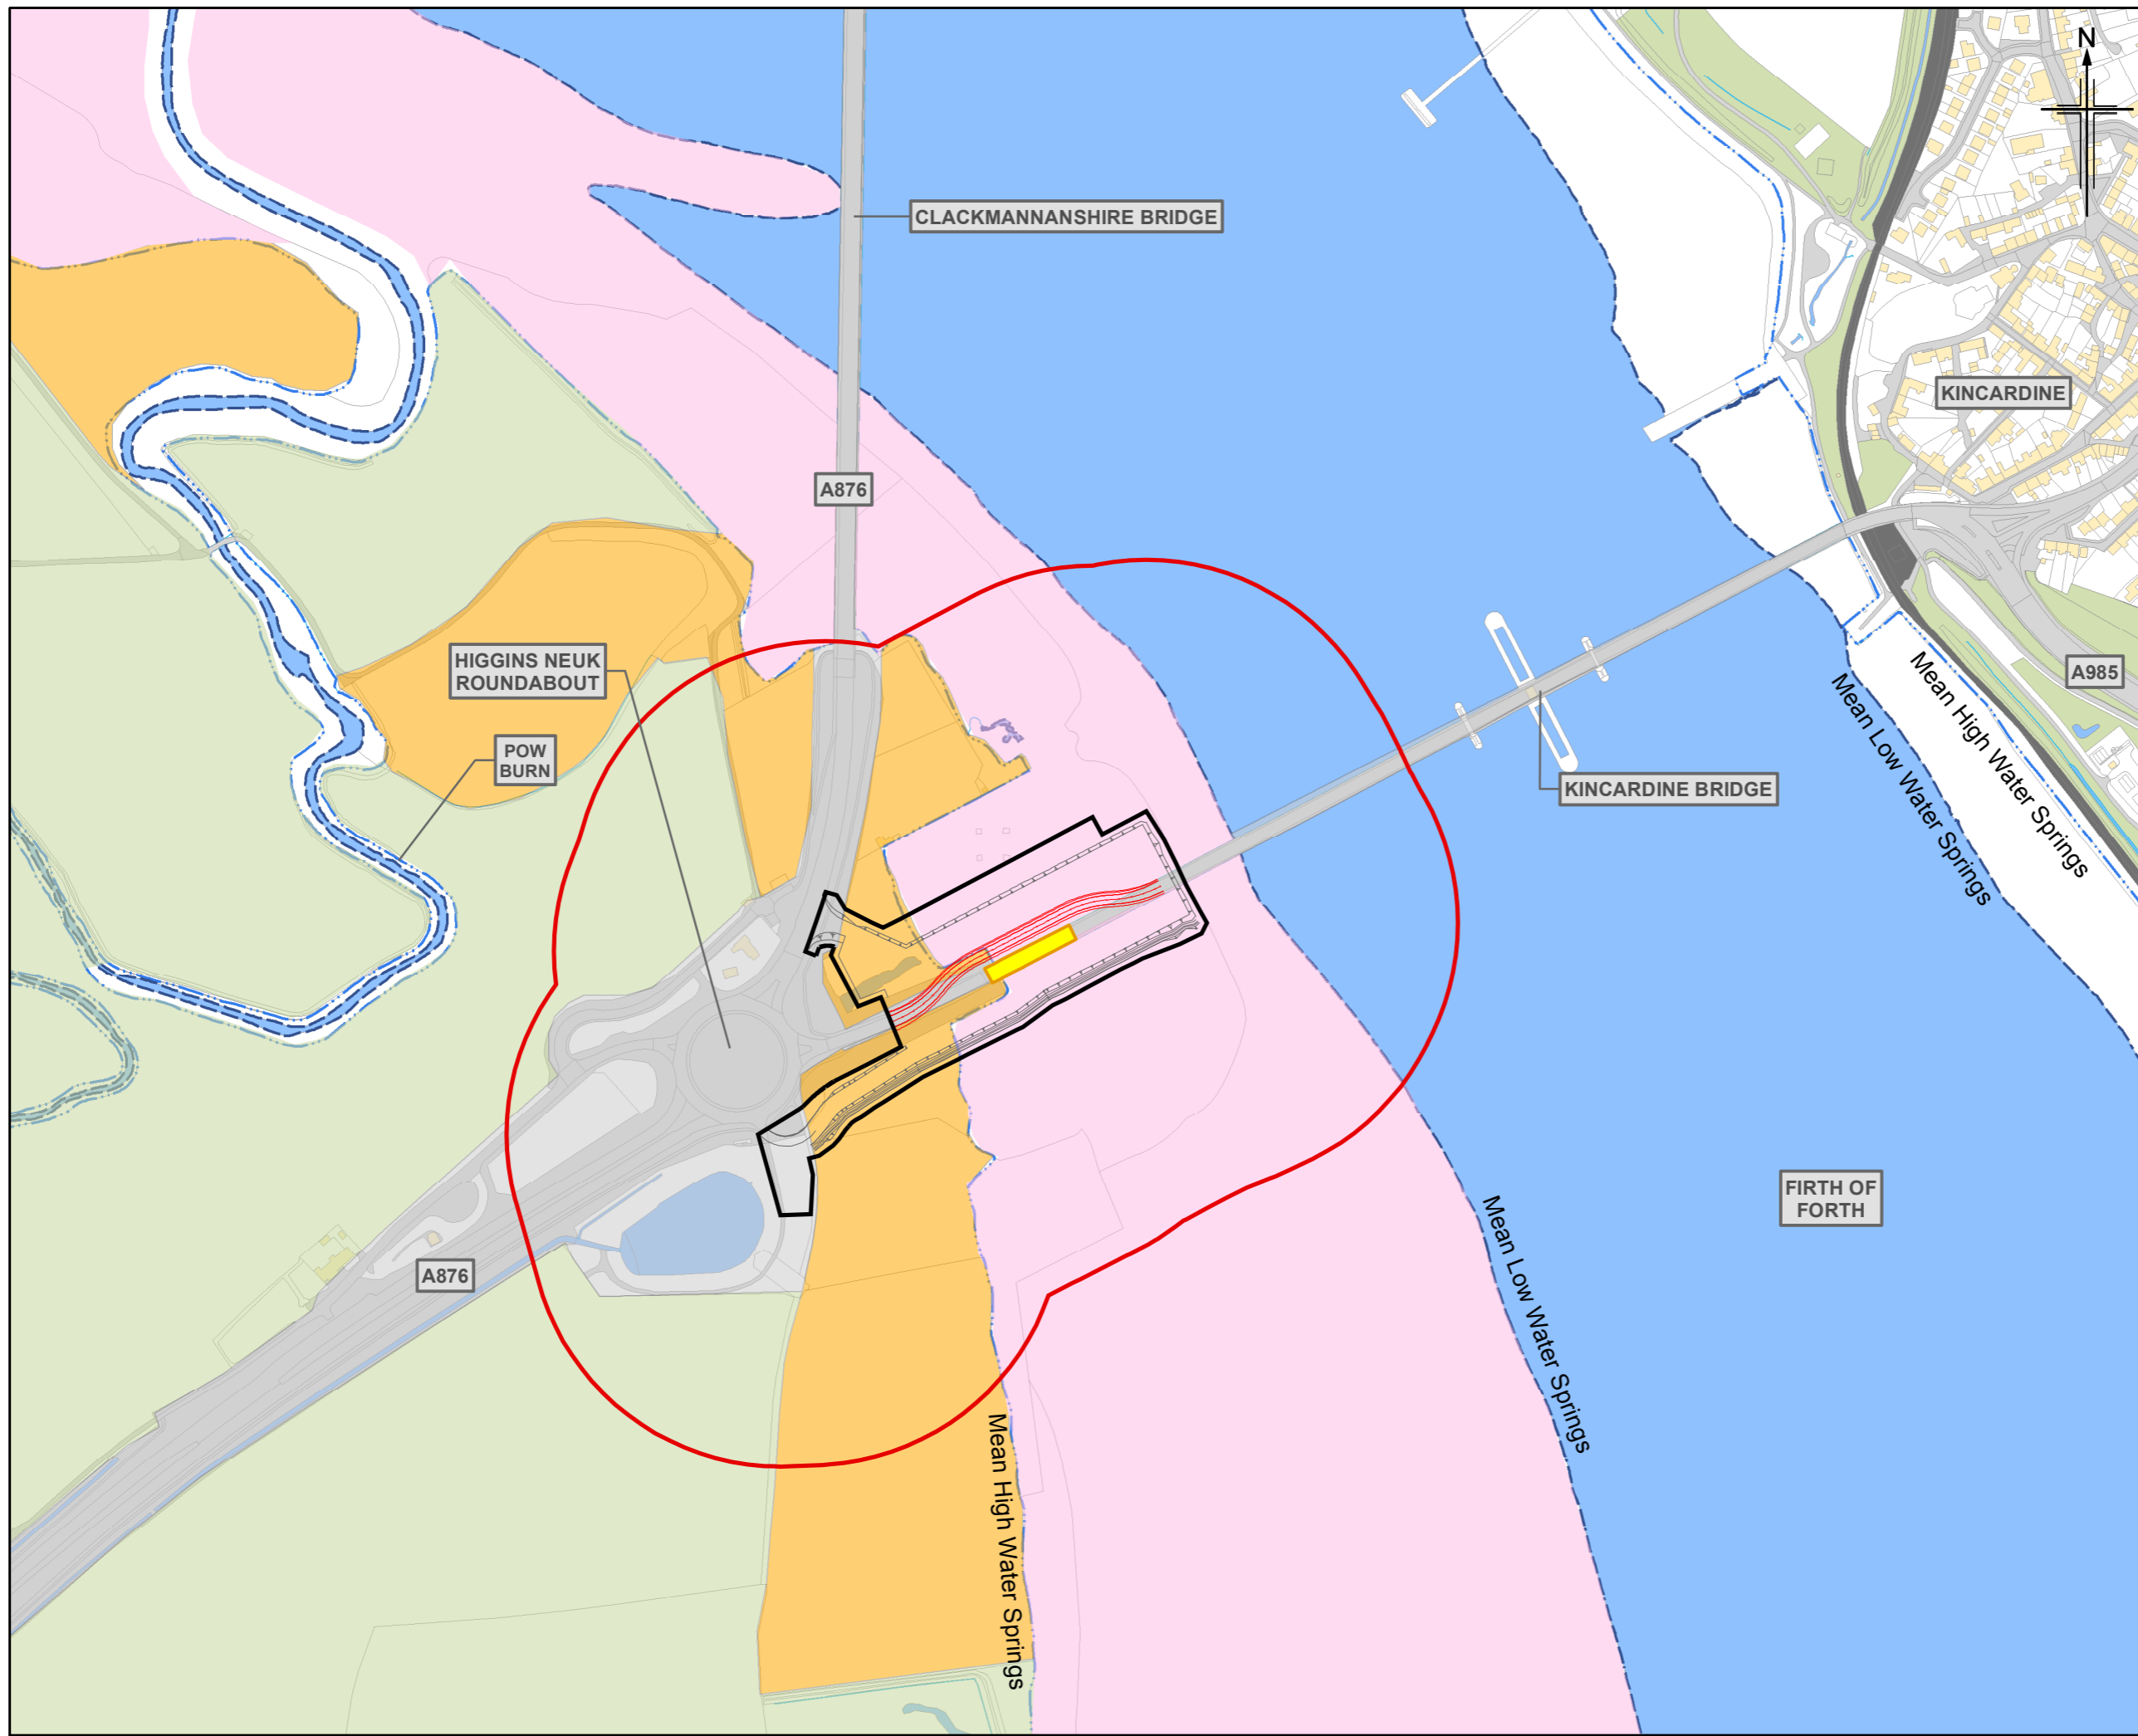 N
CLACKMANNANSHIRE BRIDGE
KINCARDINE
A876
HIGGINS NEUK
ROUNDABOUT
A985
Mean High Water Springs
Mean Low Water Springs
POW
BURN
KINCARDINE BRIDGE
FIRTH OF
FORTH
Mean Low Water Springs
A876
Mean High Water Springs